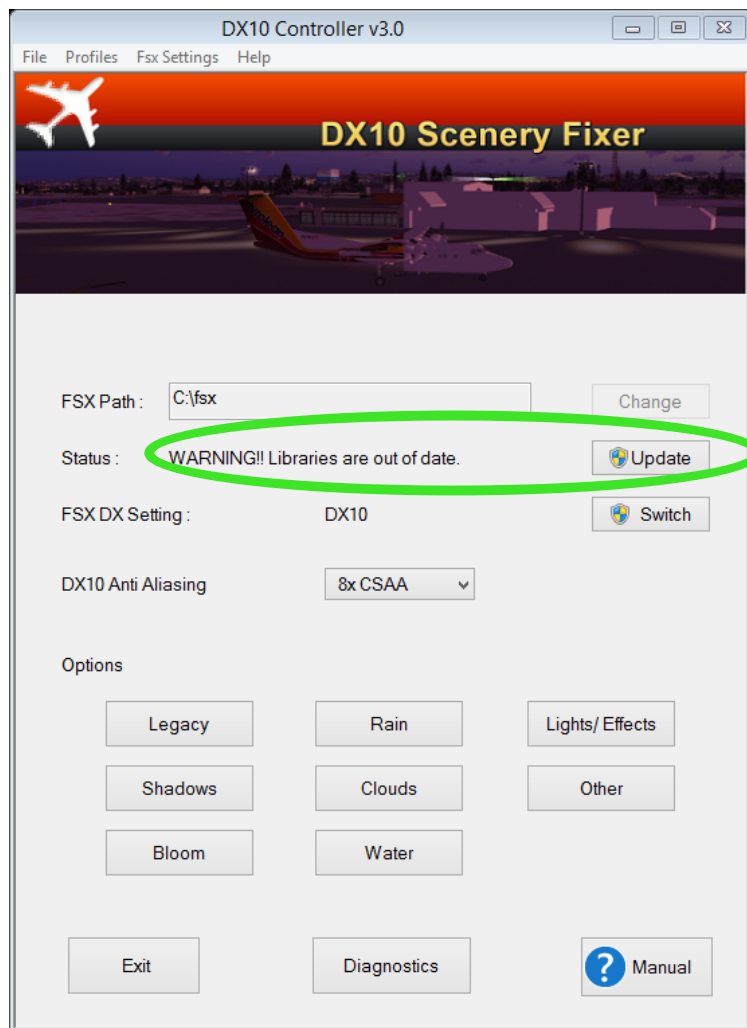 DX10 Controller v3.0
File Profiles Fsx Settings Help
DX10 Scenery Fixer
FSX Path : C:\fsx Change
Status : WARNING!! Libraries are out of date. Update
FSX DX Setting : DX10 Switch
DX10 Anti Aliasing 8x CSAA
Options
Legacy Rain Lights/ Effects
Shadows Clouds Other
Bloom Water
Exit Diagnostics ? Manual